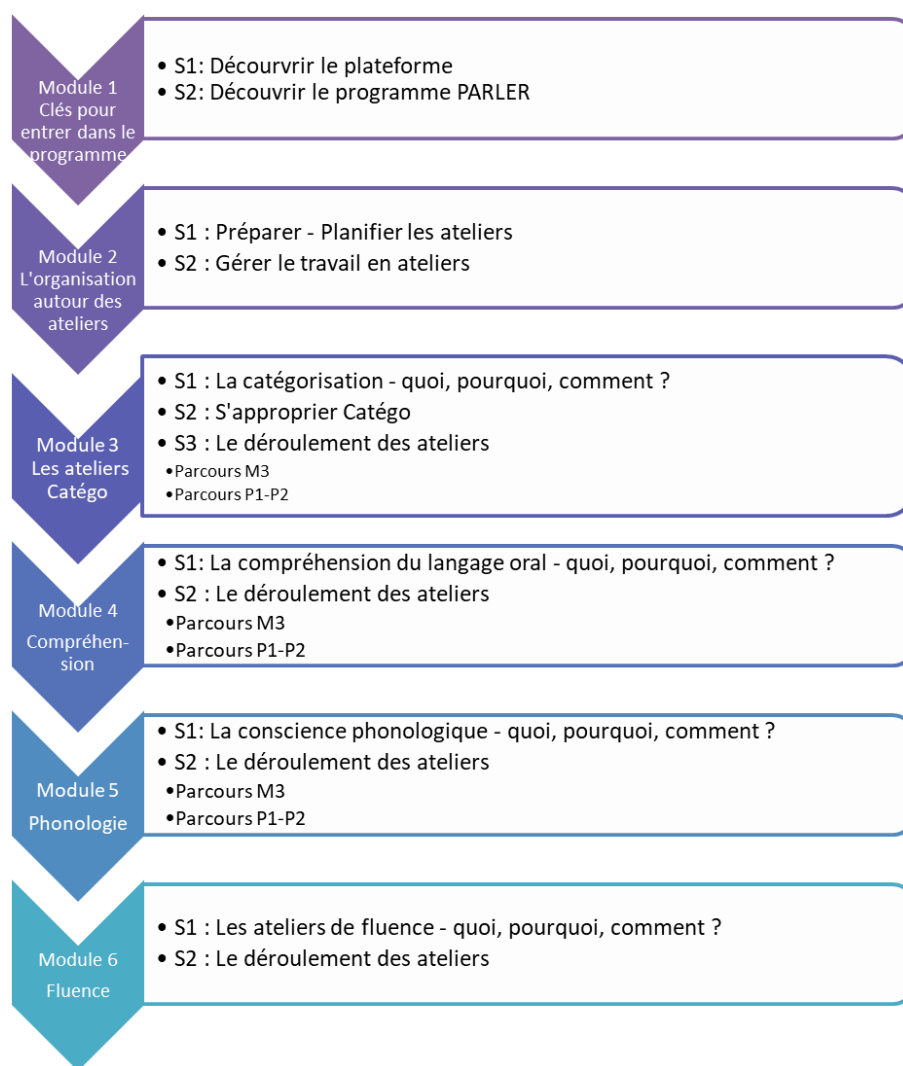 Module 1
Clés pour
entrer dans le
programme
• S1: Découvrvrir le plateforme
• S2: Découvrir le programme PARLER
Module 2
L'organisation
autour des
ateliers
• S1 : Préparer - Planifier les ateliers
• S2 : Gérer le travail en ateliers
Module 3
Les ateliers
Catégo
• S1 : La catégorisation - quoi, pourquoi, comment ?
• S2 : S'approprier Catégo
• S3 : Le déroulement des ateliers
•Parcours M3
•Parcours P1-P2
Module 4
Compréhen-
sion
• S1: La compréhension du langage oral - quoi, pourquoi, comment ?
• S2 : Le déroulement des ateliers
•Parcours M3
•Parcours P1-P2
Module 5
Phonologie
• S1: La conscience phonologique - quoi, pourquoi, comment ?
• S2 : Le déroulement des ateliers
•Parcours M3
•Parcours P1-P2
Module 6
Fluence
• S1 : Les ateliers de fluence - quoi, pourquoi, comment ?
• S2 : Le déroulement des ateliers